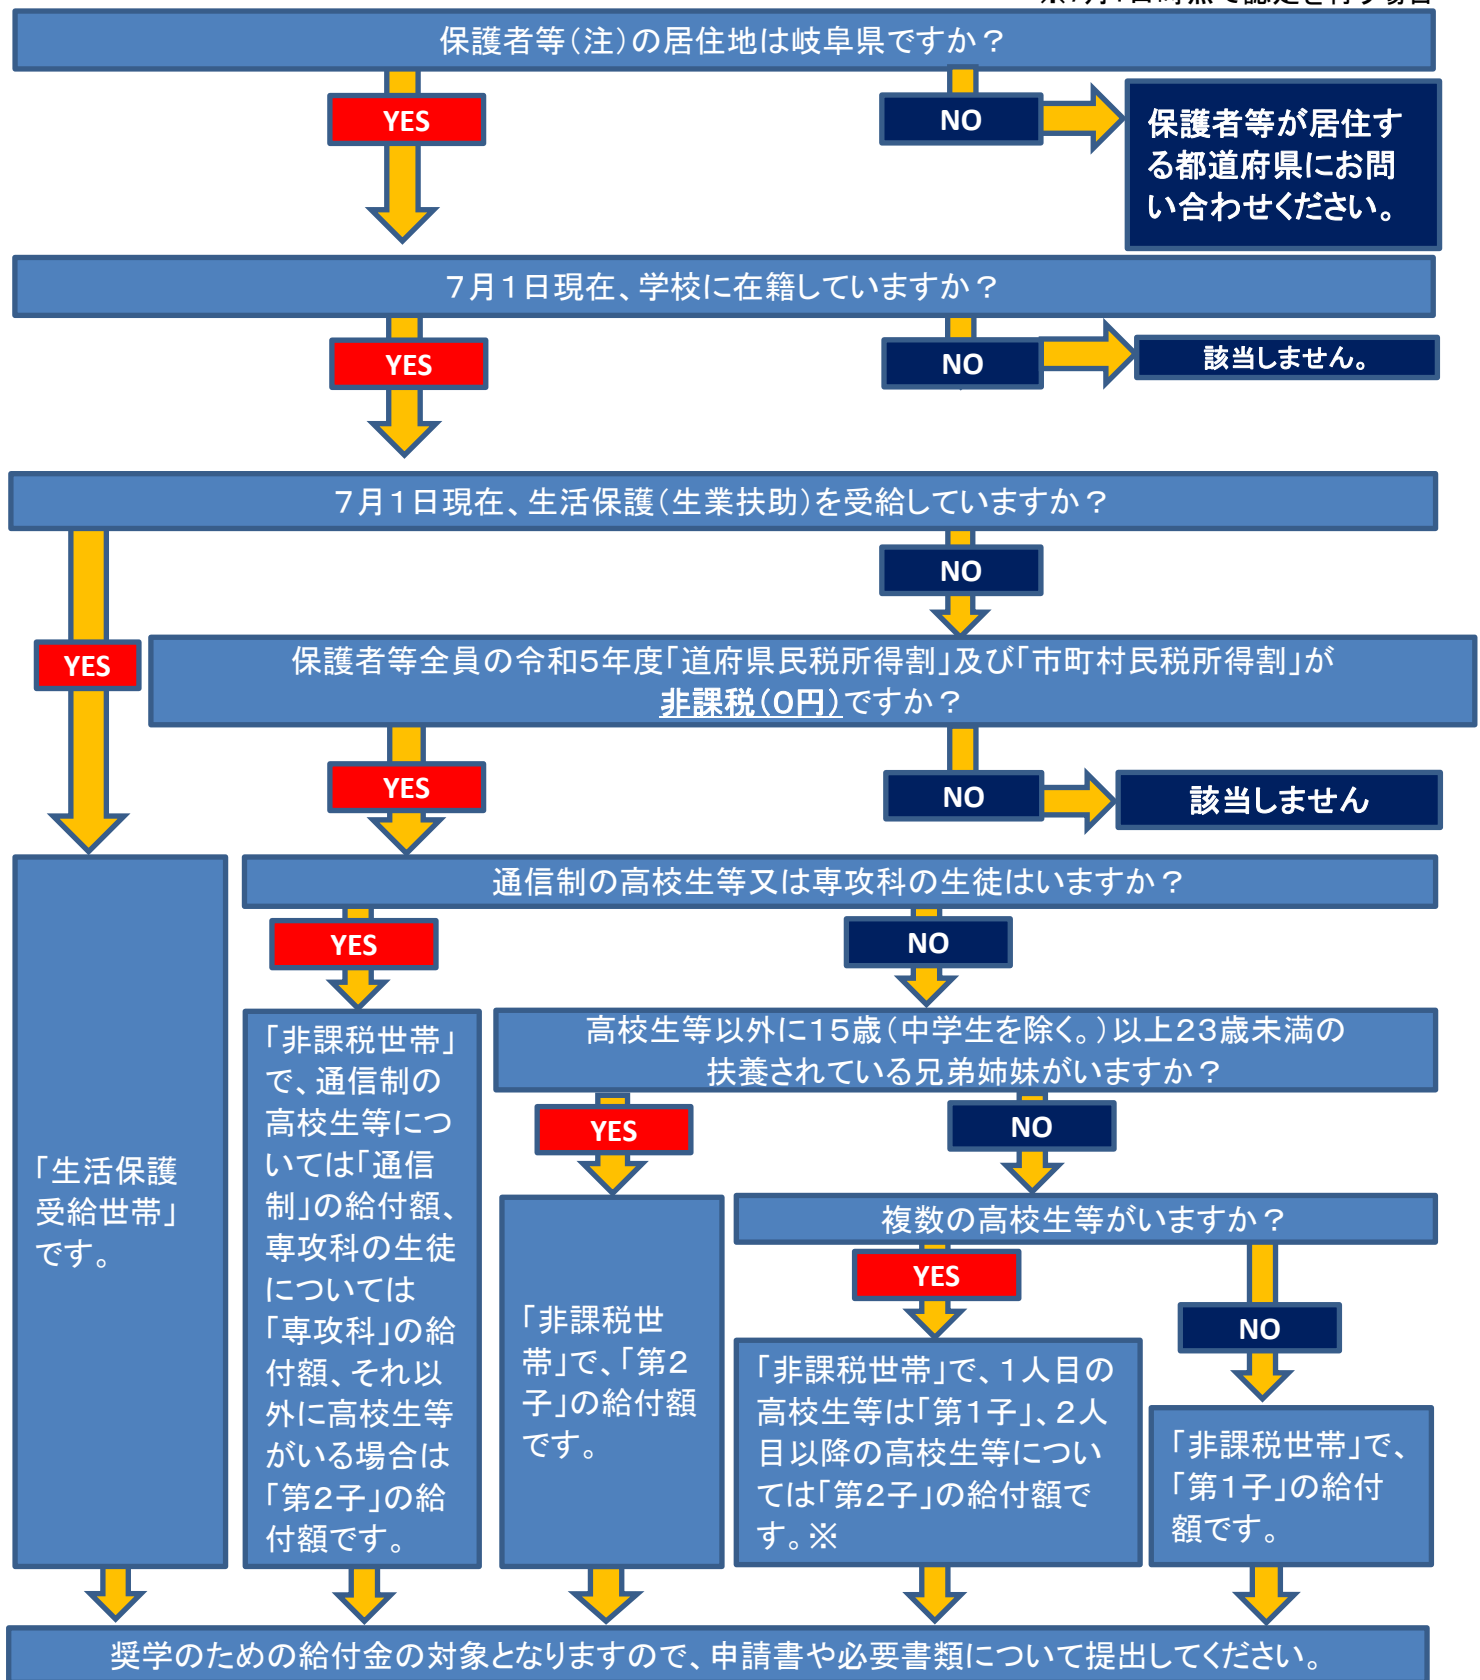 保護者等(注)の居住地は岐阜県ですか？
YES
NO
保護者等が居住す
る都道府県にお問
い合わせください。
７月１日現在、学校に在籍していますか？
YES
NO
該当しません。
７月１日現在、生活保護(生業扶助)を受給していますか？
NO
YES
保護者等全員の令和5年度「道府県民税所得割」及び「市町村民税所得割」が
非課税(0円)ですか？
YES
NO
該当しません
通信制の高校生等又は専攻科の生徒はいますか？
YES
NO
「非課税世帯」
で、通信制の
高校生等につ
いては「通信
制」の給付額、
専攻科の生徒
については
「専攻科」の給
付額、それ以
外に高校生等
がいる場合は
「第2子」の給
付額です。
高校生等以外に15歳(中学生を除く。)以上23歳未満の
扶養されている兄弟姉妹がいますか？
YES
NO
「生活保護
受給世帯」
です。
「非課税世
帯」で、「第2
子」の給付額
です。
複数の高校生等がいますか？
YES
NO
「非課税世帯」で、1人目の
高校生等は「第1子」、2人
目以降の高校生等につい
ては「第2子」の給付額で
す。※
「非課税世帯」で、
「第1子」の給付
額です。
奨学のための給付金の対象となりますので、申請書や必要書類について提出してください。